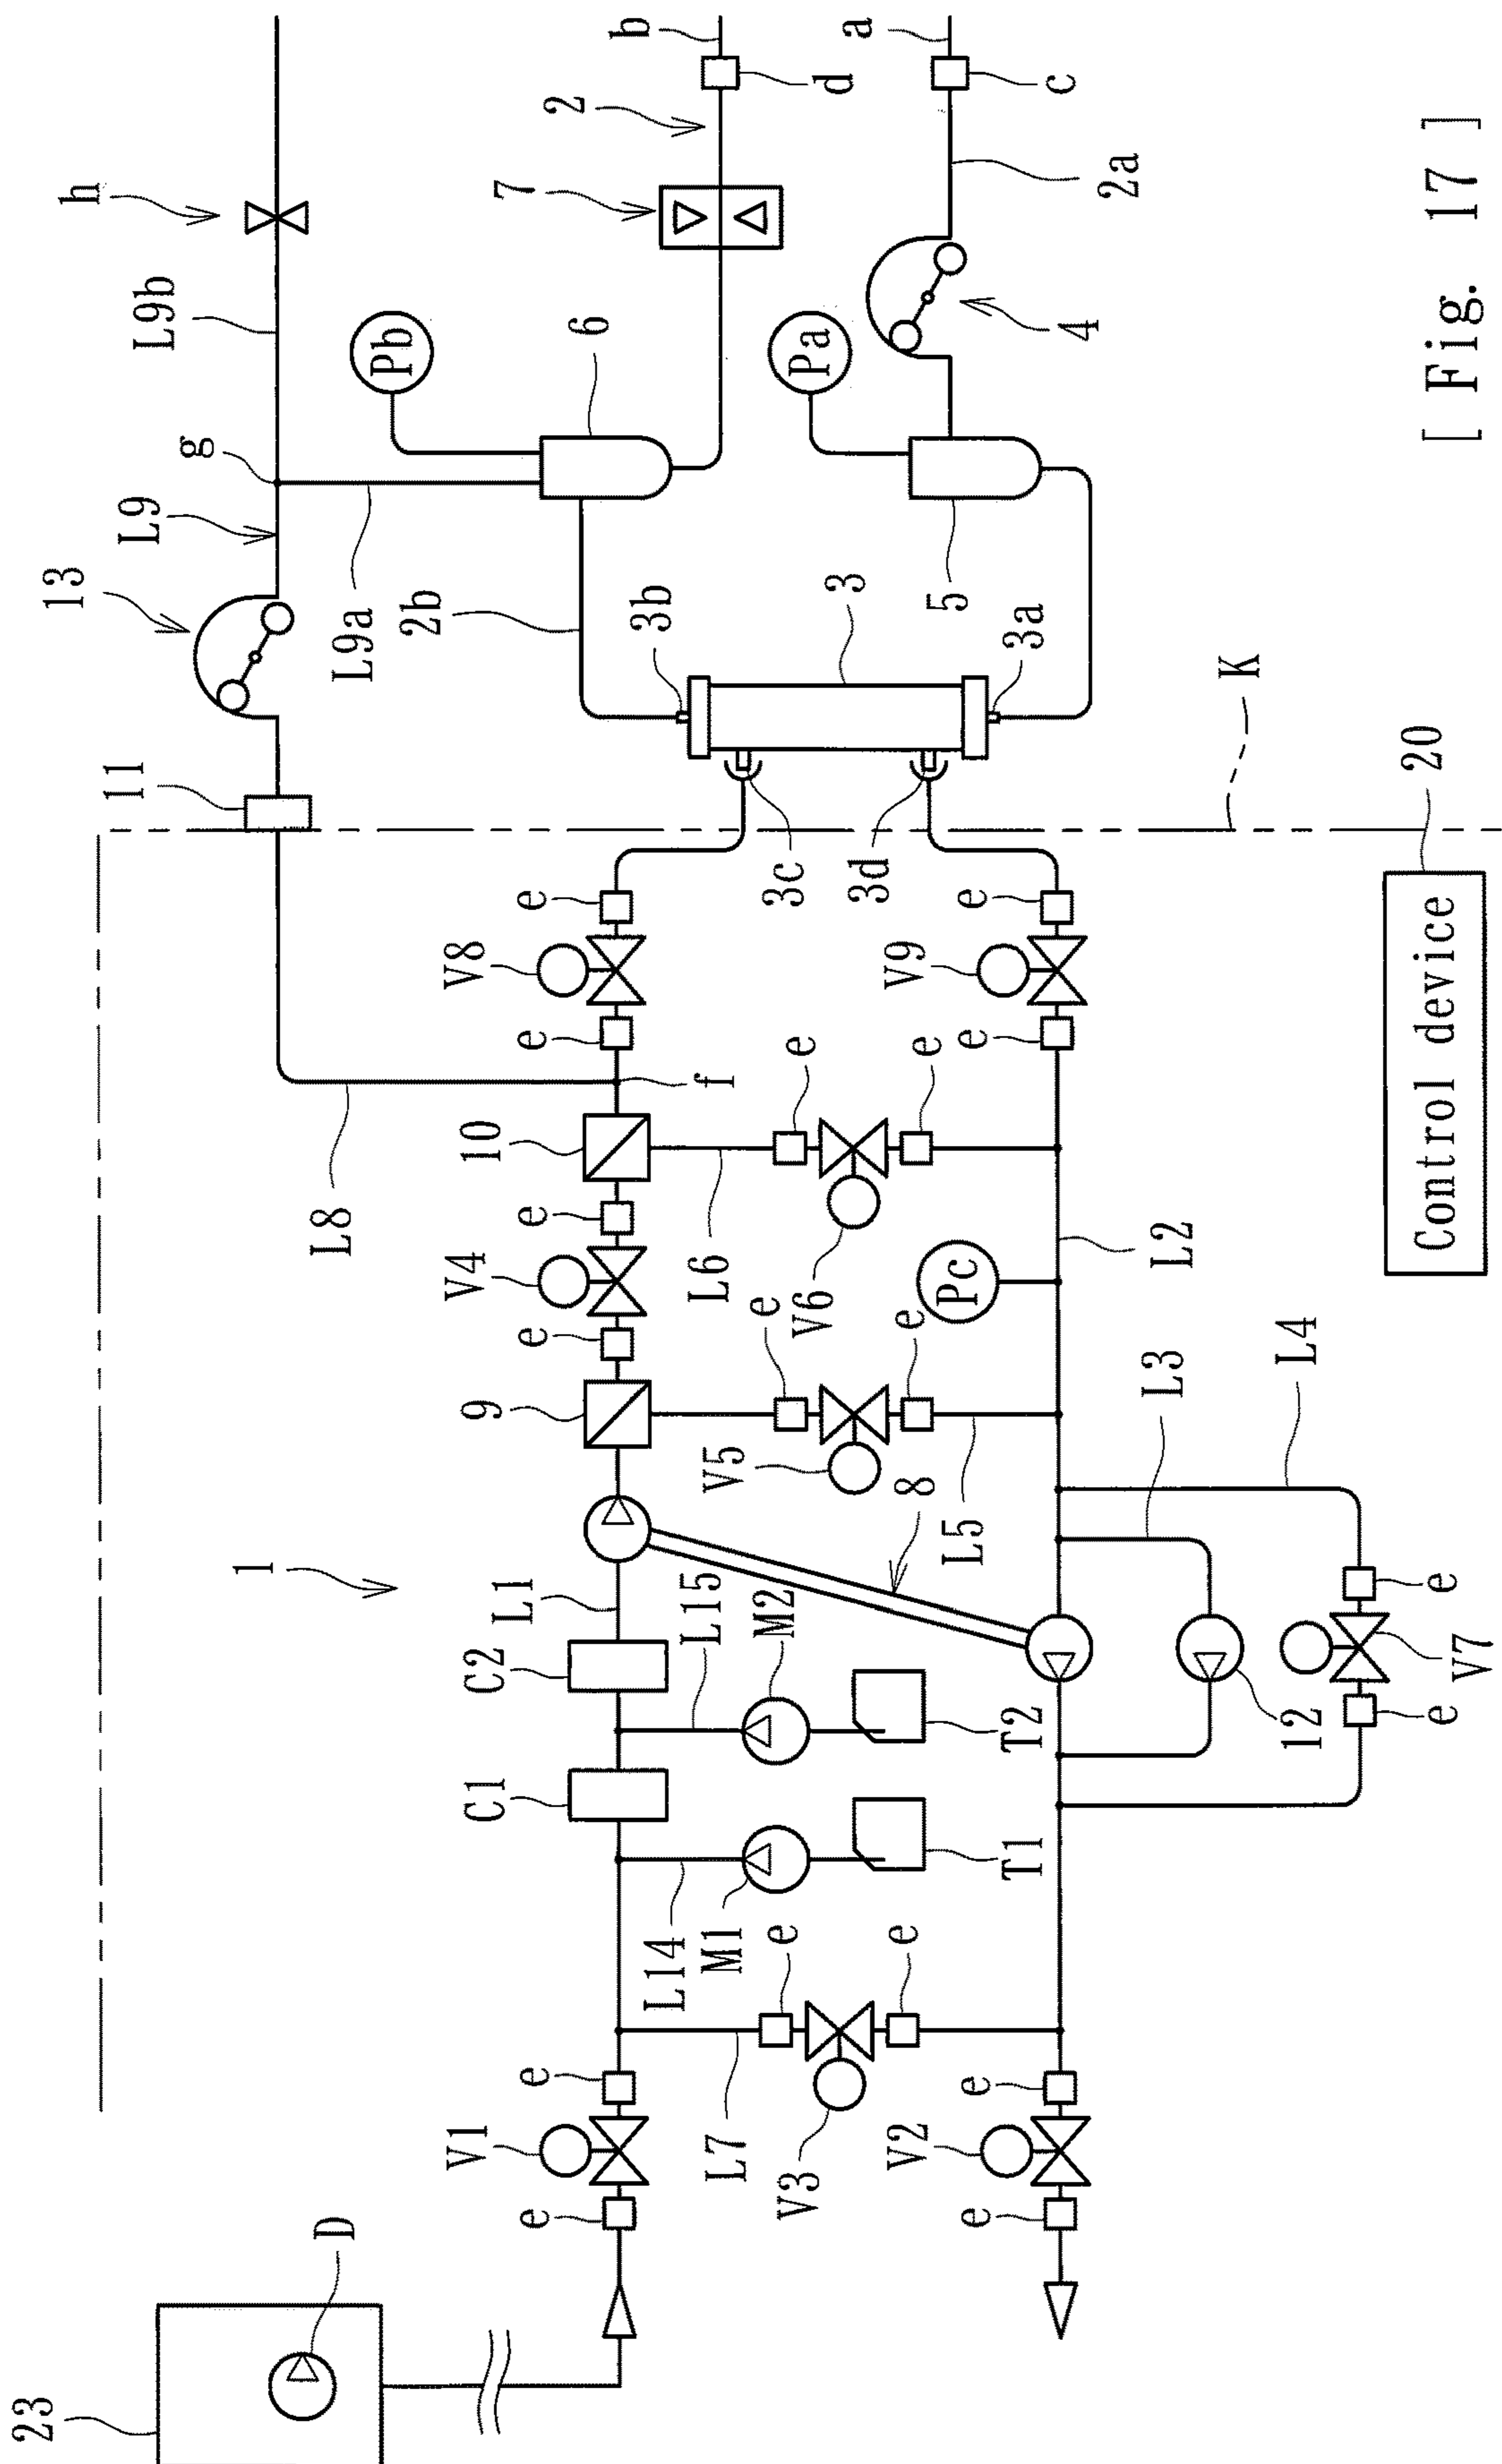 23
13
h
11
L9
L9b
g
1
D
L8
L9a
Pb
2b
V1
C1
C2
9
V4
10
V8
7
e
e
L1
e
e
e
e
2
6
3b
b
L14
L15
L6
f
L7
M1
V5
M2
V3
e
e
V6
e
3c
Pa
3
d
a
V2
e
8
e
e
V9
3d
5
L5
Pc
e
e
e
e
T1
T2
3a
c
4
2a
L3
L2
K
12
L4
e
V7
e
20
Control device
[ Fig. 17 ]